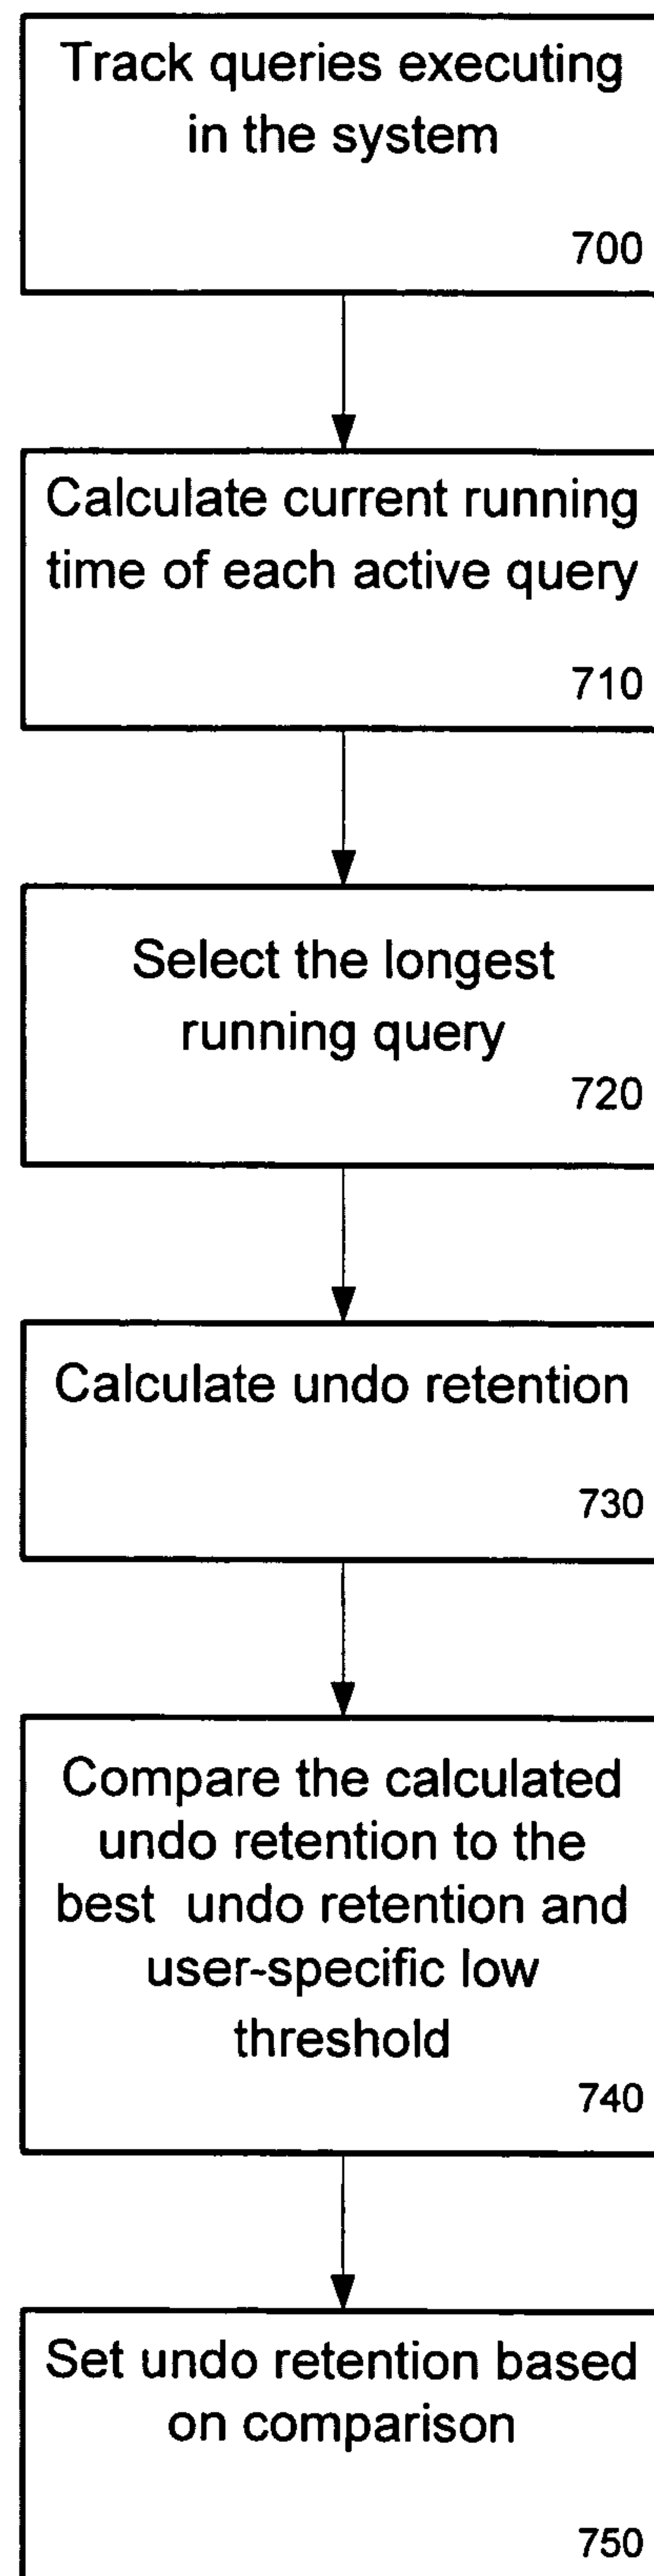 Track queries executing
in the system
700
Calculate current running
time of each active query
710
Select the longest
running query
720
Calculate undo retention
730
Compare the calculated
undo retention to the
best  undo retention and
user-specific low
threshold
740
Set undo retention based
on comparison
750